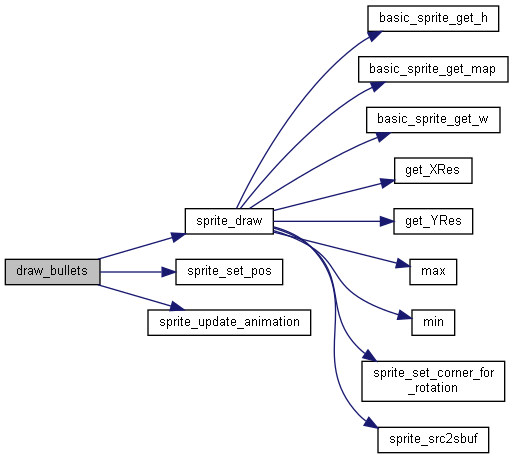 draw_bullets
sprite_draw
sprite_set_pos
sprite_update_animation
basic_sprite_get_h
basic_sprite_get_map
basic_sprite_get_w
get_XRes
get_YRes
max
min
sprite_set_corner_for
_rotation
sprite_src2sbuf